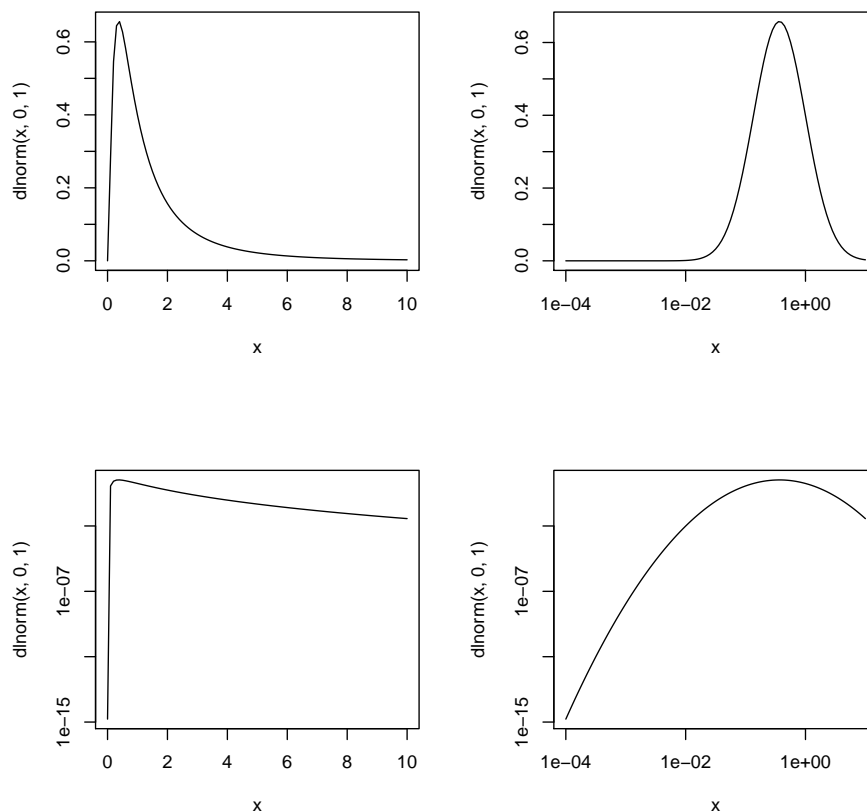 dlnorm(x, 0, 1)
0.6
0.4
0.2
0.0
0 2 4 6 8 10
x
dlnorm(x, 0, 1)
0.6
0.4
0.2
0.0
1e−04 1e−02 1e+00
x
dlnorm(x, 0, 1)
1e−07
1e−15
0 2 4 6 8 10
x
dlnorm(x, 0, 1)
1e−07
1e−15
1e−04 1e−02 1e+00
x